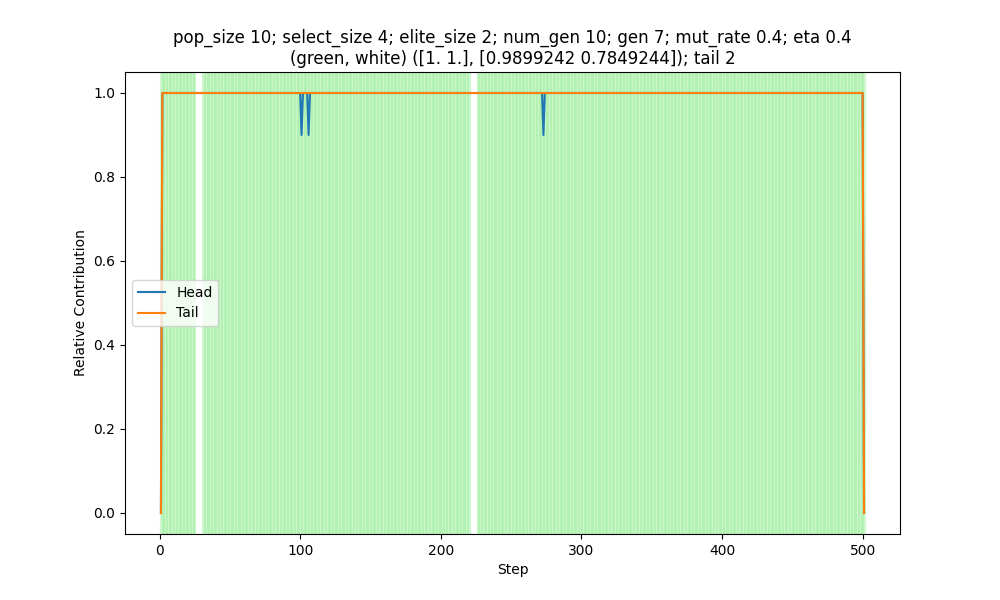 pop_size 10; select_size 4; elite_size 2; num_gen 10; gen 7; mut_rate 0.4; eta 0.4
(green, white) ([1. 1.], [0.9899242 0.7849244]); tail 2
1.0
0.8
0.6
0.4
0.2
0.0
Relative Contribution
Head
Tail
0
100
200
300
400
500
Step